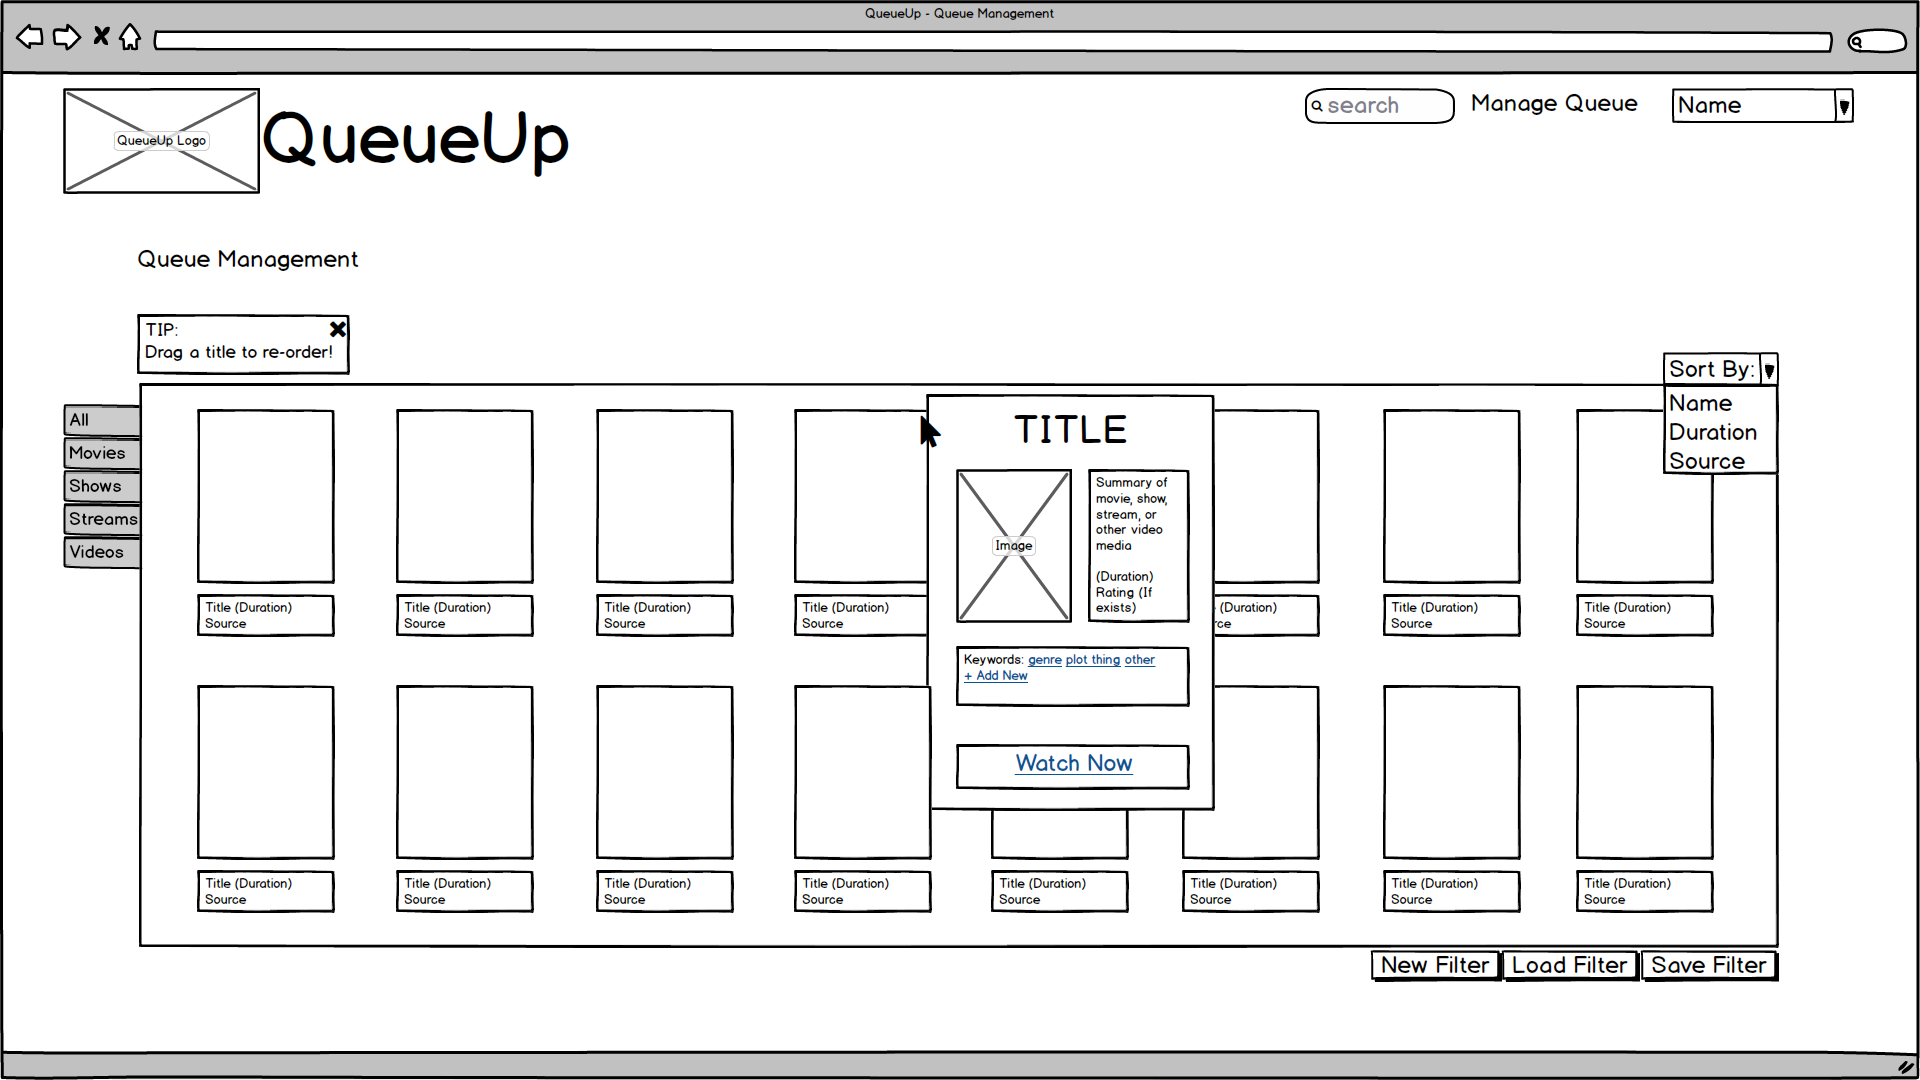 QueueUp - Queue Management
QueueUp Logo
QueueUp
search
Manage Queue
Name
Queue Management
TIP:
Drag a title to re-order!
Sort By:
Name
Duration
Source
All
Movies
Shows
Streams
Videos
TITLE
Image
Summary of
movie, show,
stream, or
other video
media
(Duration)
Rating (If
exists)
Keywords: genre plot thing other
+ Add New
Watch Now
Title (Duration)
Source
Title (Duration)
Source
Title (Duration)
Source
Title (Duration)
Source
(Duration)
rce
Title (Duration)
Source
Title (Duration)
Source
Title (Duration)
Source
Title (Duration)
Source
Title (Duration)
Source
Title (Duration)
Source
Title (Duration)
Source
Title (Duration)
Source
Title (Duration)
Source
Title (Duration)
Source
New Filter
Load Filter
Save Filter